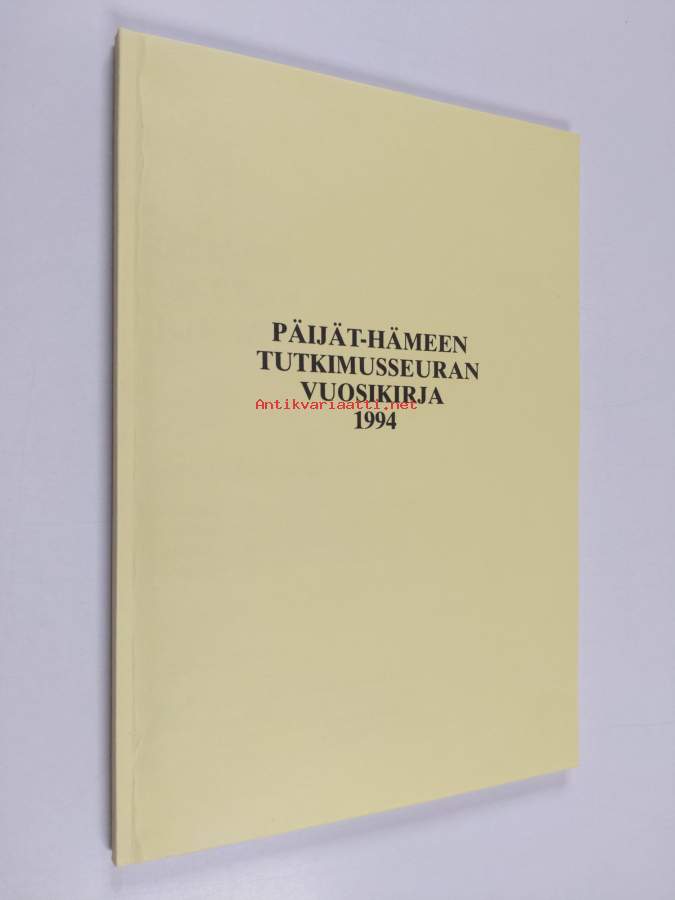 PÄIJÄT-HÄMEEN
TUTKIMUSSEURAN
VUOSIKIRJA
Antikvariaatti.net
1994